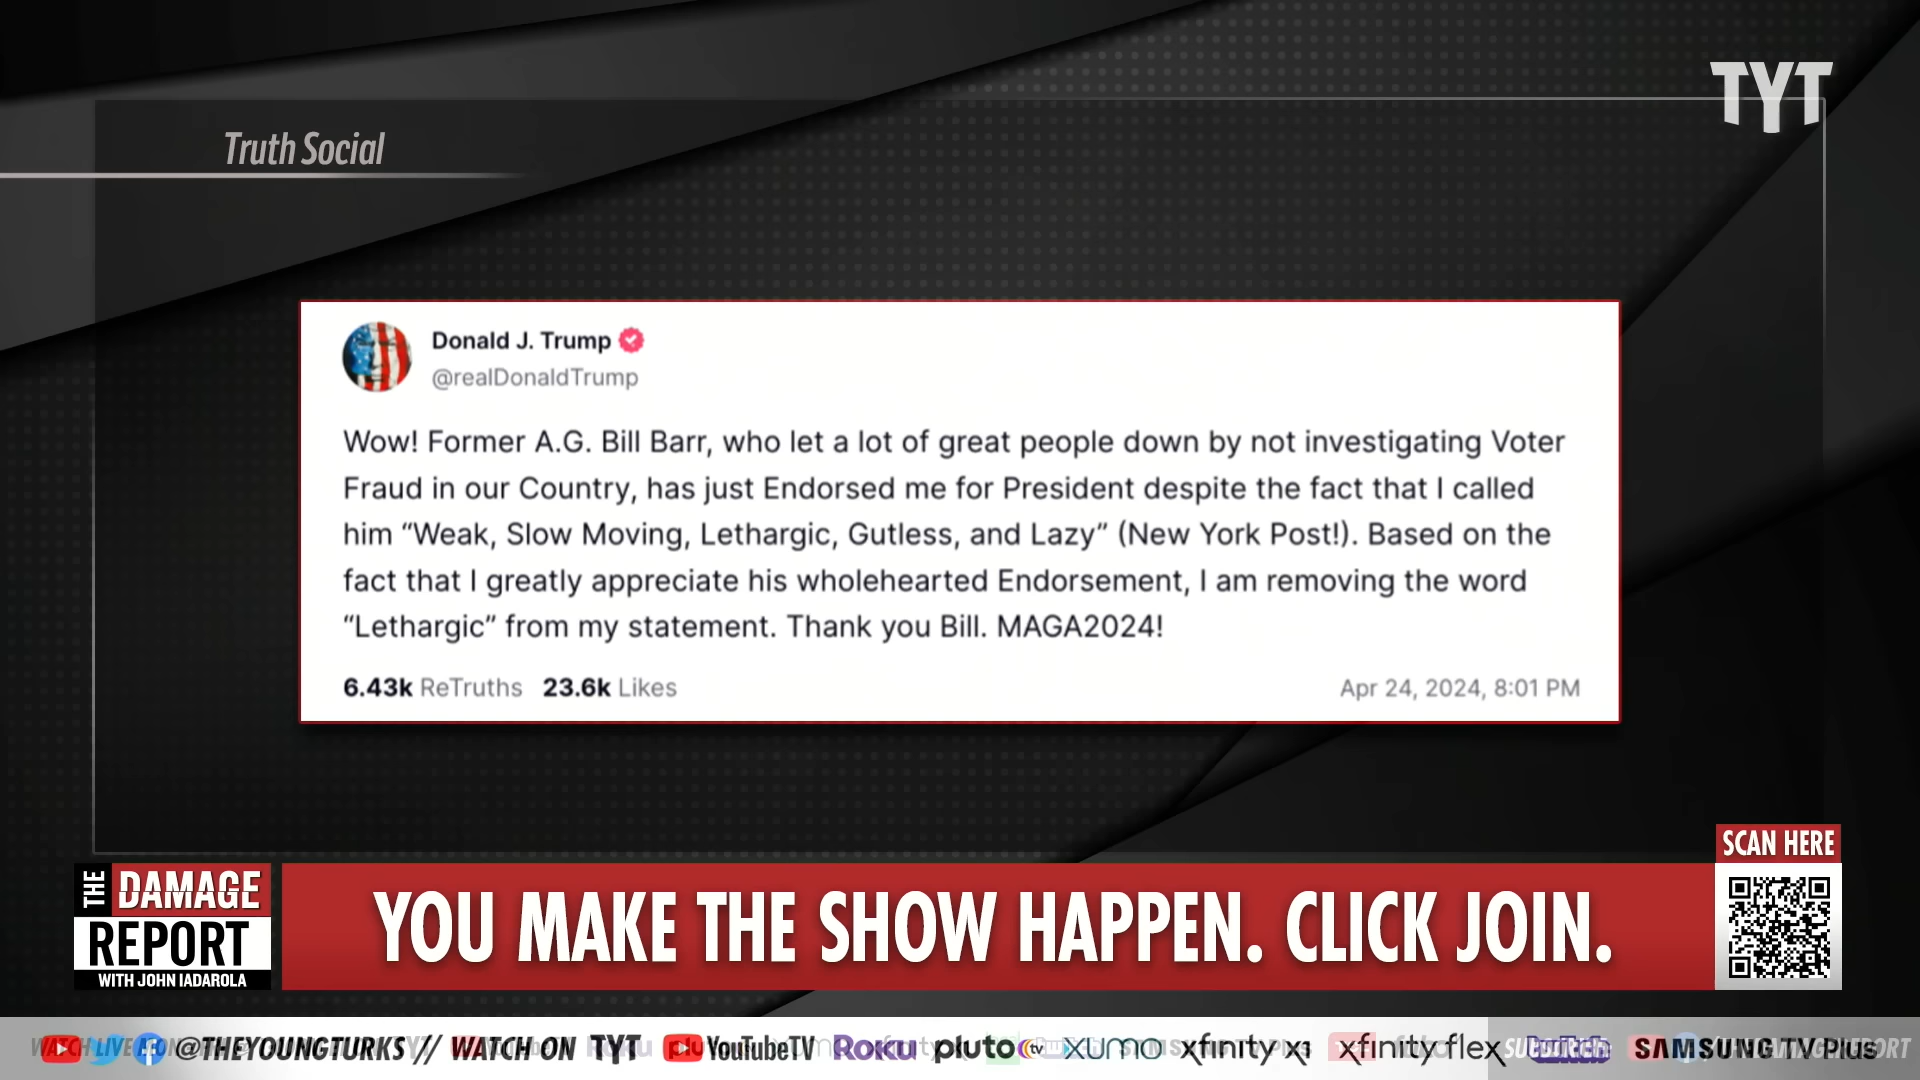 TYT
Truth Social
Donald J. Trump
@realDonaldTrump
Wow! Former A.G. Bill Barr, who let a lot of great people down by not investigating Voter
Fraud in our Country, has just Endorsed me for President despite the fact that I called
him “Weak, Slow Moving, Lethargic, Gutless, and Lazy” (New York Post!). Based on the
fact that I greatly appreciate his wholehearted Endorsement, I am removing the word
“Lethargic” from my statement. Thank you Bill. MAGA2024!
6.43k ReTruths 23.6k Likes Apr 24, 2024, 8:01 PM
SCAN HERE
THE DAMAGE
REPORT
WITH JOHN IADAROLA
YOU MAKE THE SHOW HAPPEN. CLICK JOIN.
@THEYOUNGTURKS // WATCH ON TYT YouTubeTV Roku pluto tv xumo xfinity x1 xfinity flex twitch SAMSUNG TV Plus